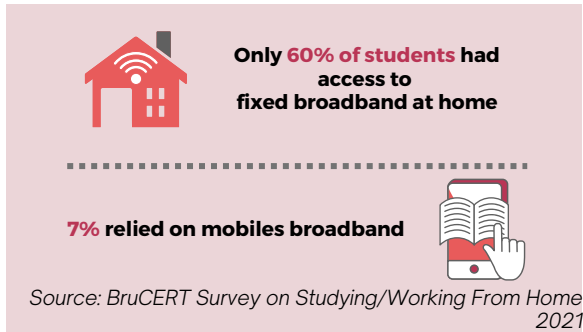 Only 60% of students had
access to
fixed broadband at home
7% relied on mobiles broadband
Source: BruCERT Survey on Studying/Working From Home
2021